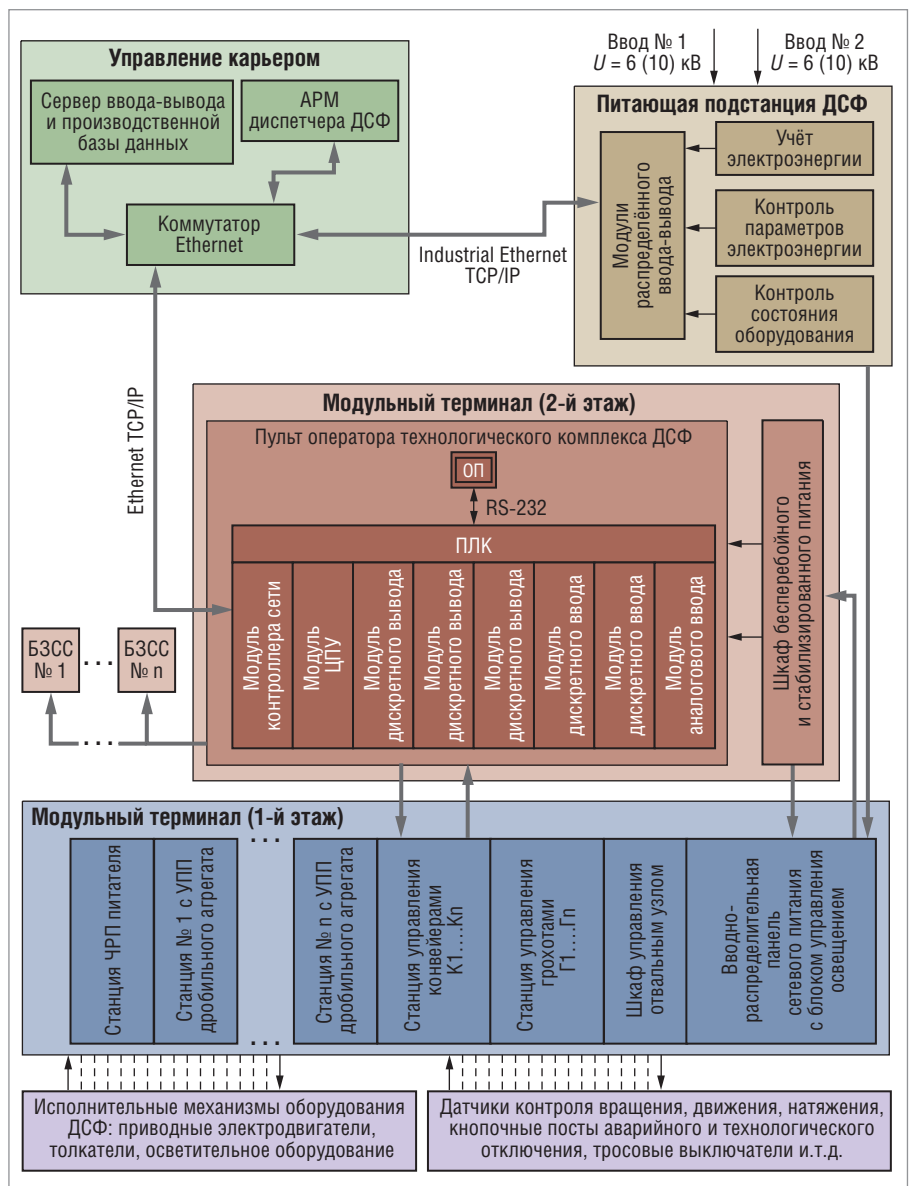 Управление карьером
Сервер ввода-вывода
и производственной
базы данных
АРМ
диспетчера ДСФ
Коммутатор
Ethernet
Ввод № 1
U = 6 (10) кВ
Ввод № 2
U = 6 (10) кВ
Питающая подстанция ДСФ
Модули
распределённого
ввода-вывода
Учёт
электроэнергии
Контроль
параметров
электроэнергии
Контроль
состояния
оборудования
Industrial Ethernet
TCP/IP
Ethernet TCP/IP
Модульный терминал (2-й этаж)
Пульт оператора технологического комплекса ДСФ
ОП
RS-232
ПЛК
Модуль
контроллера сети
Модуль
ЦПУ
Модуль
дискретного вывода
Модуль
дискретного вывода
Модуль
дискретного вывода
Модуль
дискретного ввода
Модуль
дискретного ввода
Модуль
аналогового ввода
Шкаф бесперебойного
и стабилизированного питания
БЗСС
№ 1
. . .
БЗСС
№ n
. . .
Модульный терминал (1-й этаж)
Станция ЧРП питателя
Станция № 1 с УПП
дробильного агрегата
. . .
. . .
Станция № n с УПП
дробильного агрегата
Станция управления
конвейерами
К1....Кn
Станция управления
грохотами
Г1....Гn
Шкаф управления
отвальным узлом
Вводно-
распределительная
панель
сетевого питания
с блоком управления
освещением
Исполнительные механизмы оборудования
ДСФ: приводные электродвигатели,
толкатели, осветительное оборудование
Датчики контроля вращения, движения, натяжения,
кнопочные посты аварийного и технологического
отключения, тросовые выключатели и.т.д.